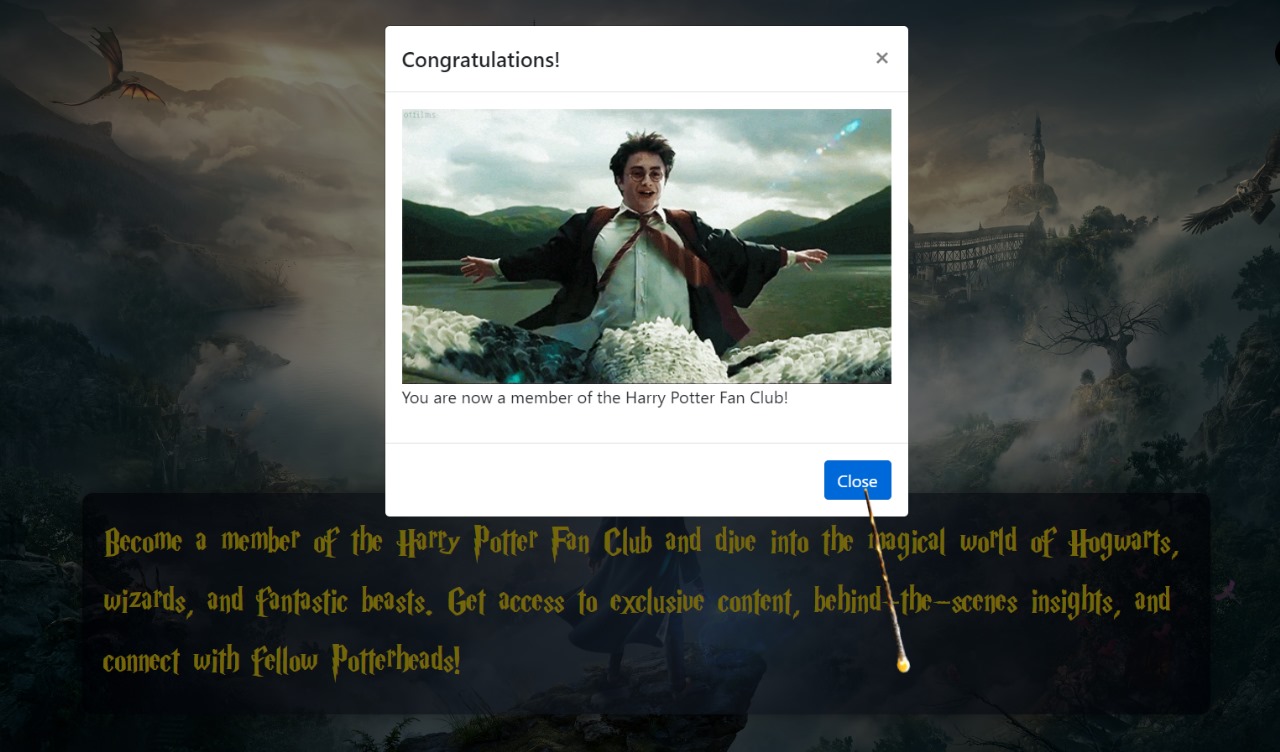 Congratulations!
×
You are now a member of the Harry Potter Fan Club!
Close
Become a member of the Harry Potter Fan Club and dive into the magical world of Hogwarts,
wizards, and fantastic beasts. Get access to exclusive content, behind-the-scenes insights, and
connect with fellow Potterheads!